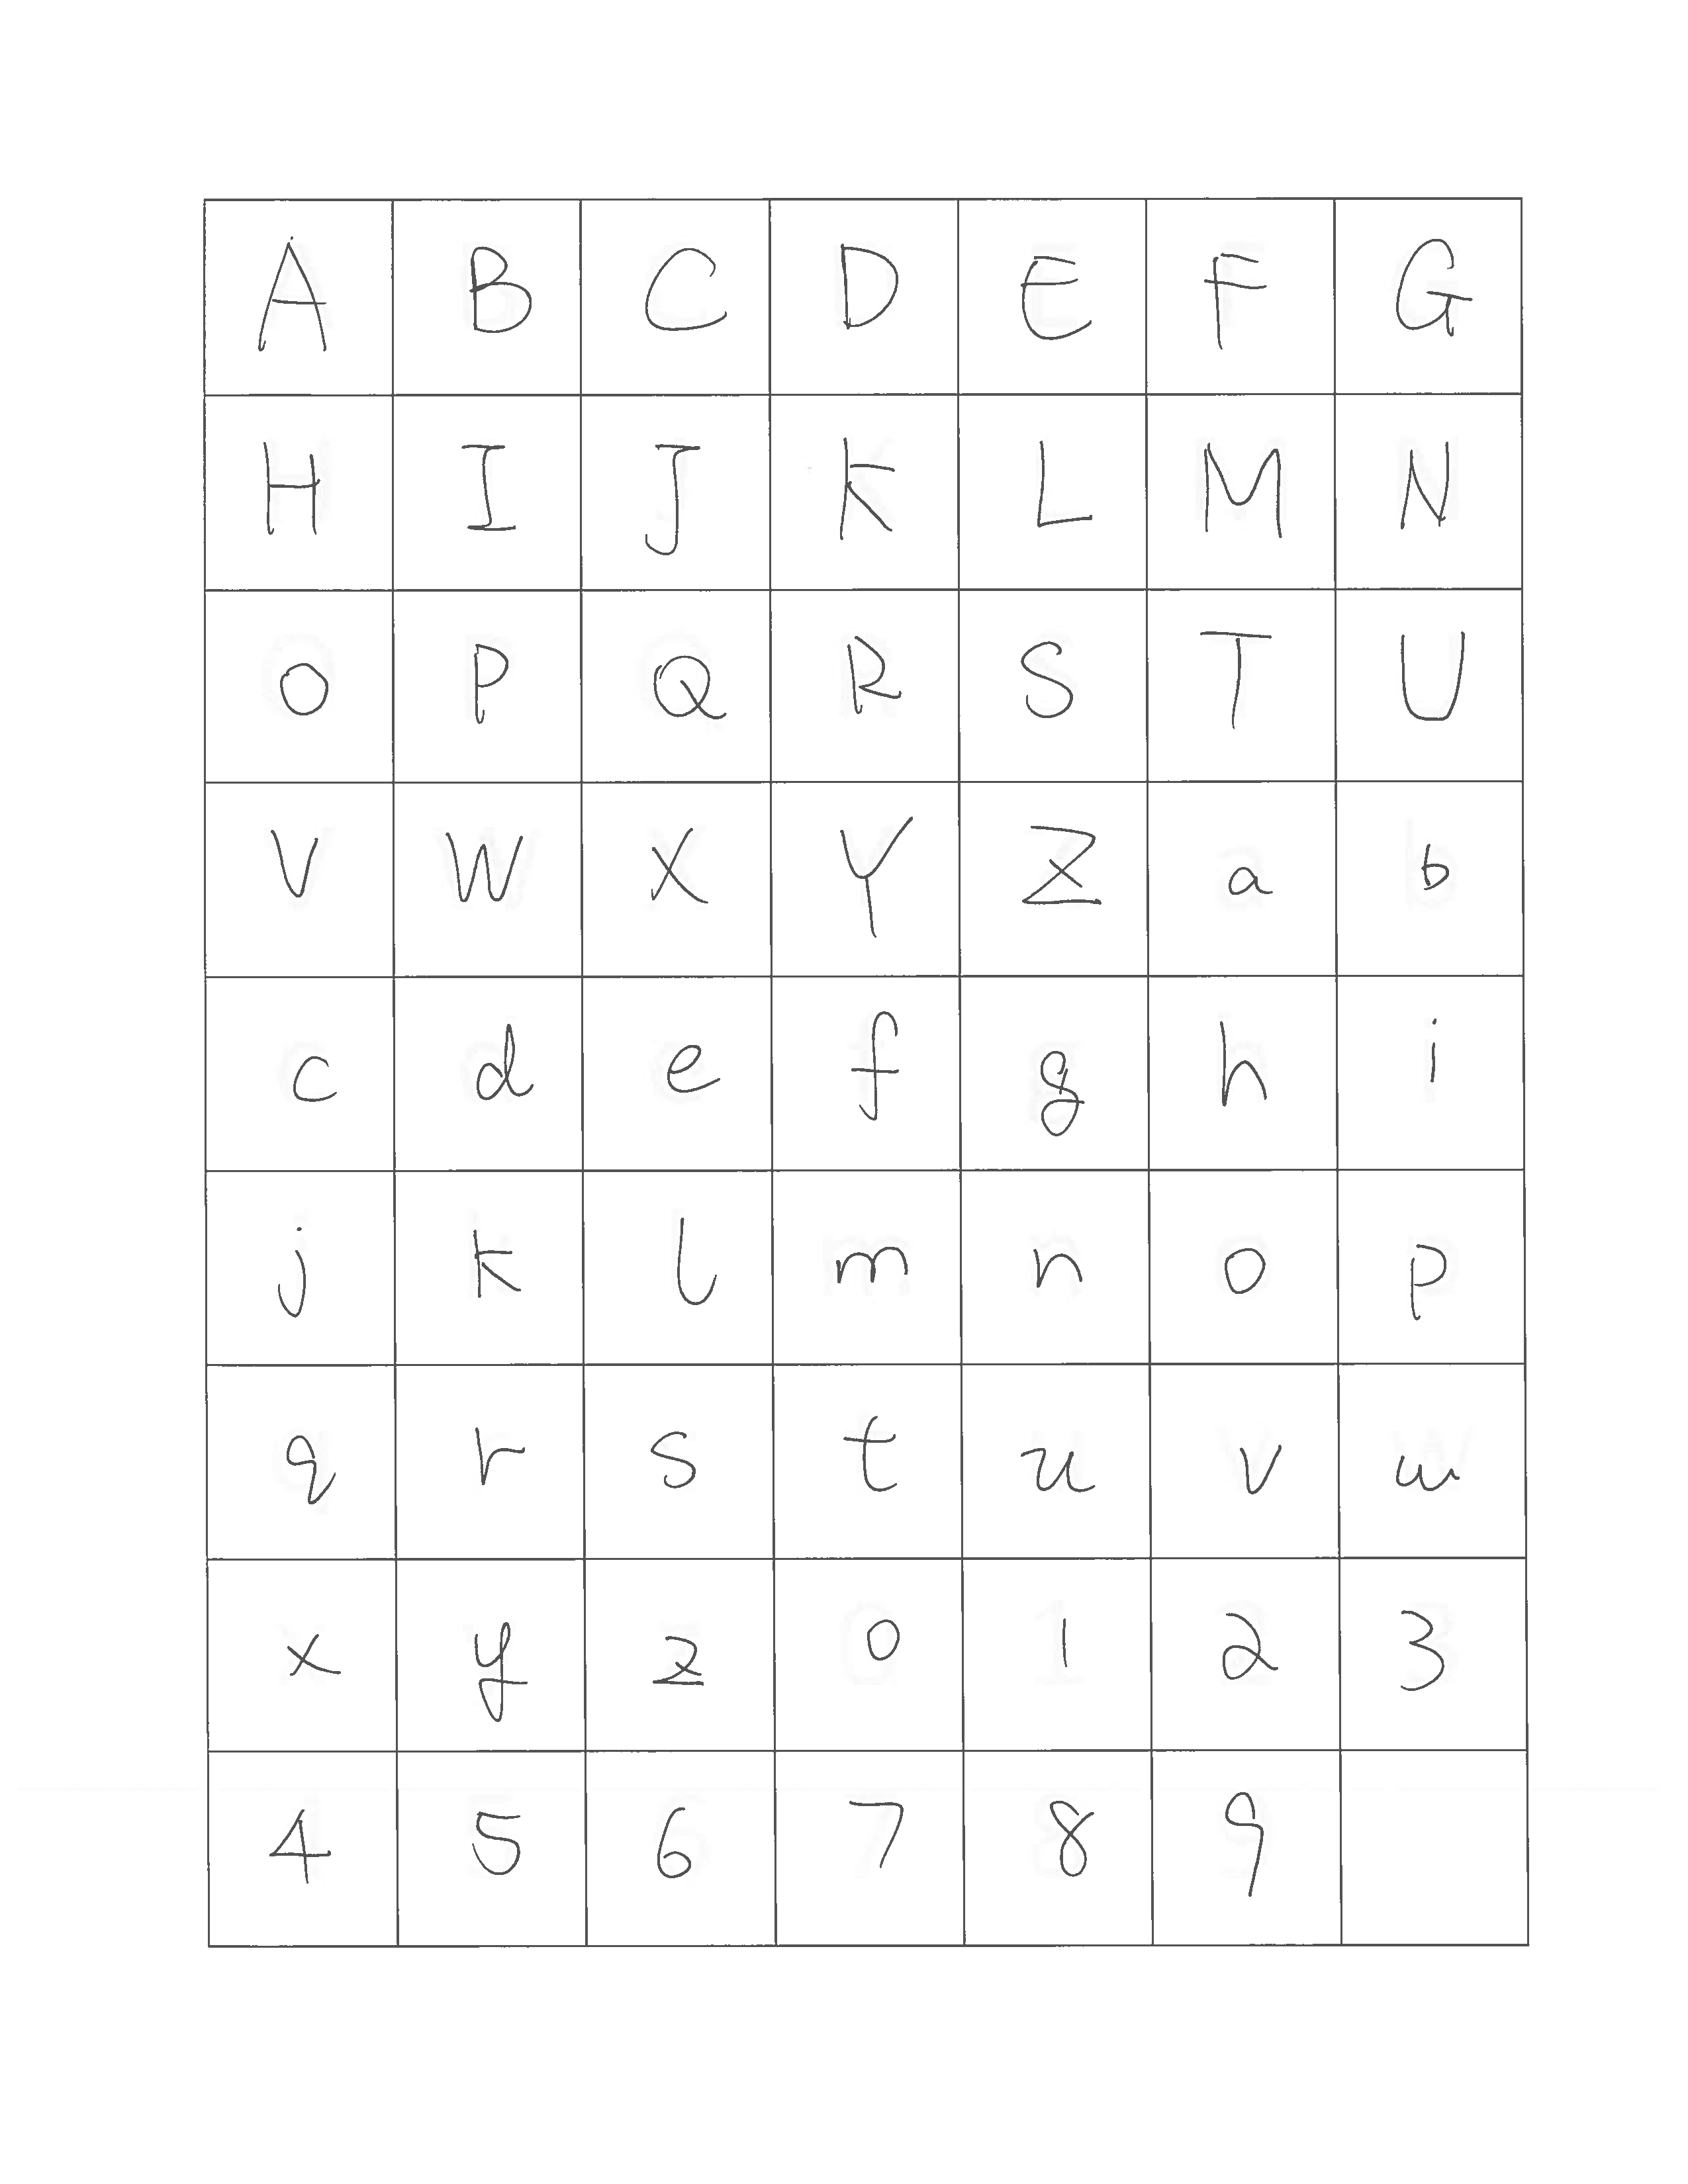 A B C D E F G
H I J K L M N
O P Q R S T U
V W X Y Z a b
c d e f g h i
j k l m n o p
q r s t u v w
x y z 0 1 2 3
4 5 6 7 8 9